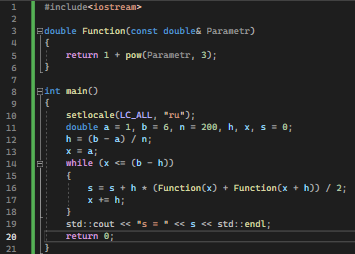 1 #include<iostream>
2
3 double Function(const double& Parametr)
4 {
5 return 1 + pow(Parametr, 3);
6 }
7
8 int main()
9 {
10 setlocale(LC_ALL, "ru");
11 double a = 1, b = 6, n = 200, h, x, s = 0;
12 h = (b - a) / n;
13 x = a;
14 while (x <= (b - h))
15 {
16 s = s + h * (Function(x) + Function(x + h)) / 2;
17 x += h;
18 }
19 std::cout << "s = " << s << std::endl;
20 return 0;
21 }